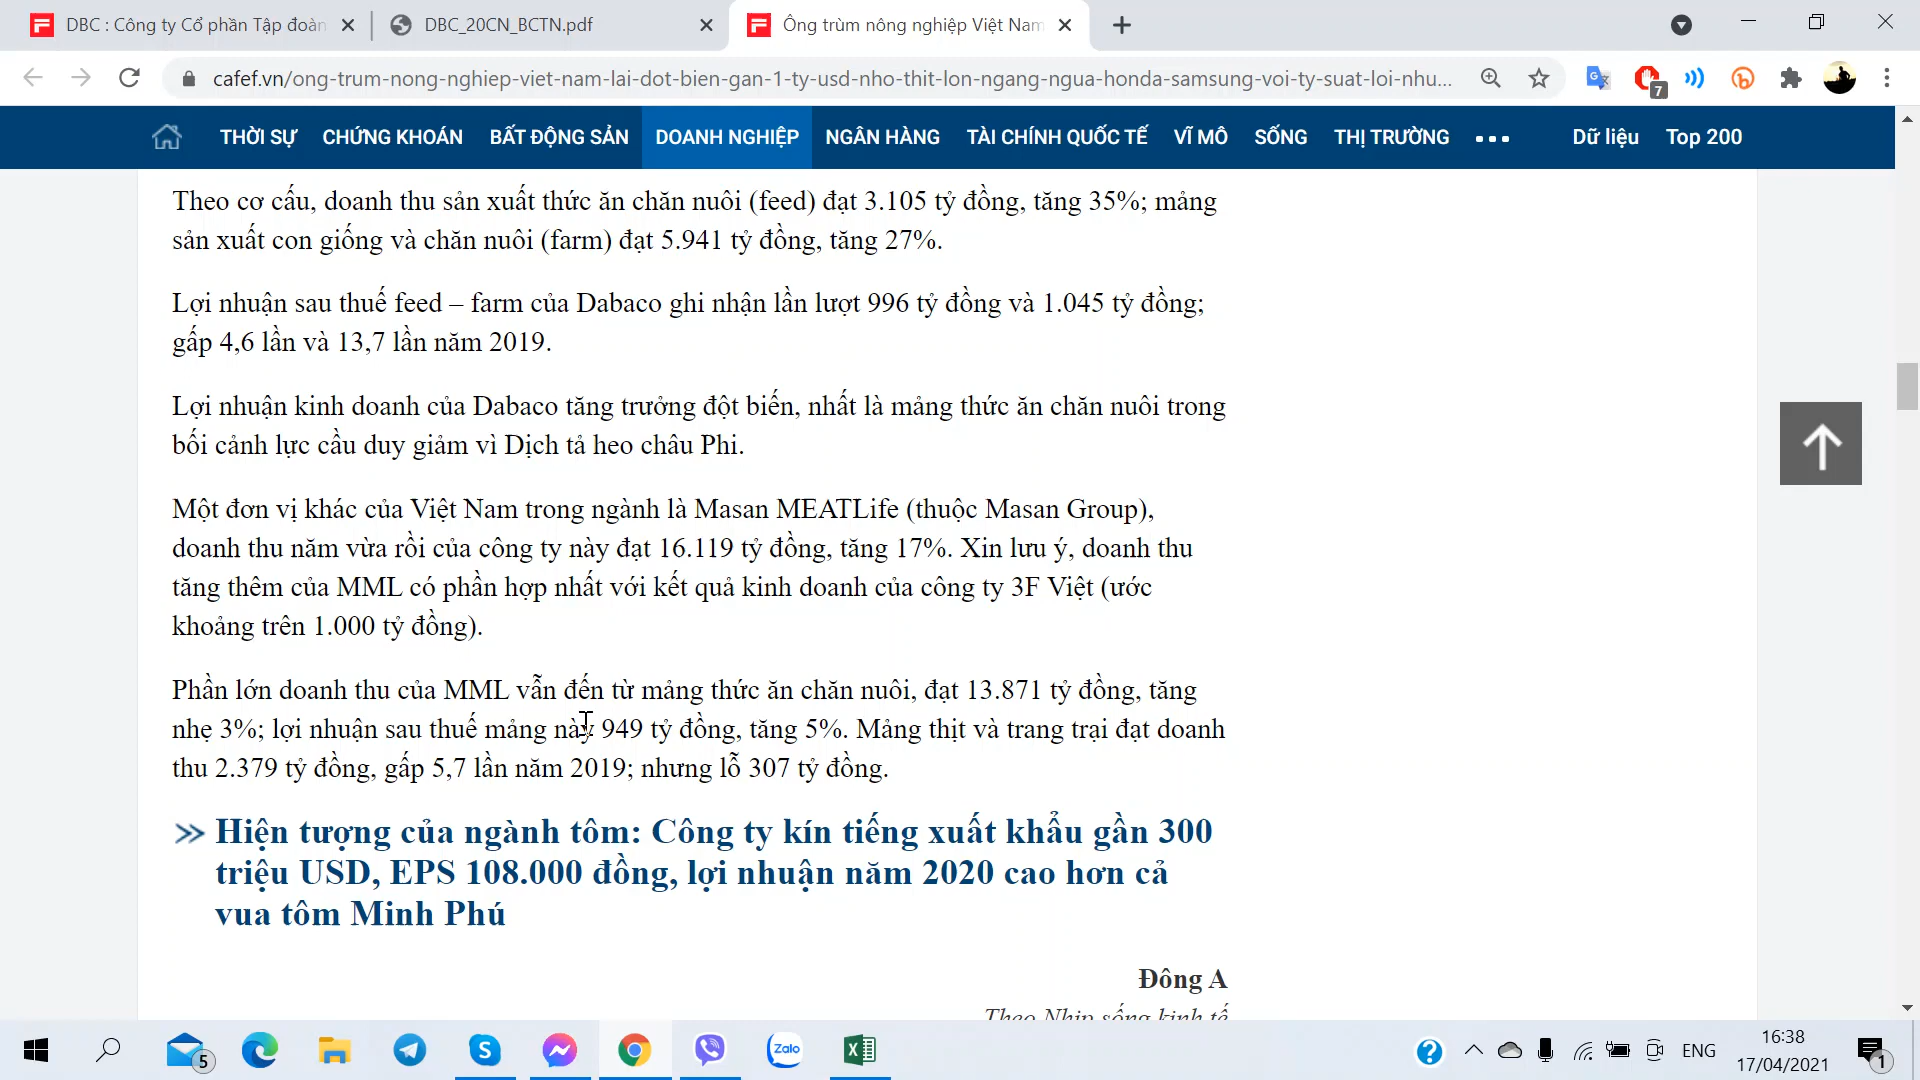 DBC : Công ty Cổ phần Tập đoàn
DBC_20CN_BCTN.pdf
Ông trùm nông nghiệp Việt Nam
cafef.vn/ong-trum-nong-nghiep-viet-nam-lai-dot-bien-gan-1-ty-usd-nho-thit-lon-ngang-ngua-honda-samsung-voi-ty-suat-loi-nhu...
7
THỜI SỰ CHỨNG KHOÁN BẤT ĐỘNG SẢN DOANH NGHIỆP NGÂN HÀNG TÀI CHÍNH QUỐC TẾ VĨ MÔ SỐNG THỊ TRƯỜNG ••• Dữ liệu Top 200
Theo cơ cấu, doanh thu sản xuất thức ăn chăn nuôi (feed) đạt 3.105 tỷ đồng, tăng 35%; mảng
sản xuất con giống và chăn nuôi (farm) đạt 5.941 tỷ đồng, tăng 27%.
Lợi nhuận sau thuế feed – farm của Dabaco ghi nhận lần lượt 996 tỷ đồng và 1.045 tỷ đồng;
gấp 4,6 lần và 13,7 lần năm 2019.
Lợi nhuận kinh doanh của Dabaco tăng trưởng đột biến, nhất là mảng thức ăn chăn nuôi trong
bối cảnh lực cầu duy giảm vì Dịch tả heo châu Phi.
Một đơn vị khác của Việt Nam trong ngành là Masan MEATLife (thuộc Masan Group),
doanh thu năm vừa rồi của công ty này đạt 16.119 tỷ đồng, tăng 17%. Xin lưu ý, doanh thu
tăng thêm của MML có phần hợp nhất với kết quả kinh doanh của công ty 3F Việt (ước
khoảng trên 1.000 tỷ đồng).
Phần lớn doanh thu của MML vẫn đến từ mảng thức ăn chăn nuôi, đạt 13.871 tỷ đồng, tăng
nhẹ 3%; lợi nhuận sau thuế mảng này 949 tỷ đồng, tăng 5%. Mảng thịt và trang trại đạt doanh
thu 2.379 tỷ đồng, gấp 5,7 lần năm 2019; nhưng lỗ 307 tỷ đồng.
Hiện tượng của ngành tôm: Công ty kín tiếng xuất khẩu gần 300
triệu USD, EPS 108.000 đồng, lợi nhuận năm 2020 cao hơn cả
vua tôm Minh Phú
Đông A
Theo Nhịp sống kinh tế
5
Zalo
ENG
16:38
17/04/2021
1